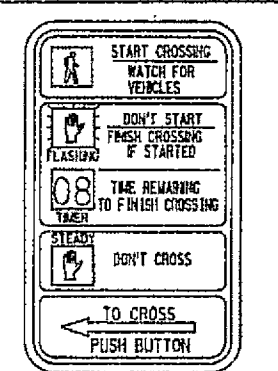 START CROSSING
WATCH FOR
VEHICLES
DON'T START
FINISH CROSSING
IF STARTED
FLASHING
08
TIME REMAINING
TO FINISH CROSSING
TIMER
STEADY
DON'T CROSS
TO CROSS
PUSH BUTTON